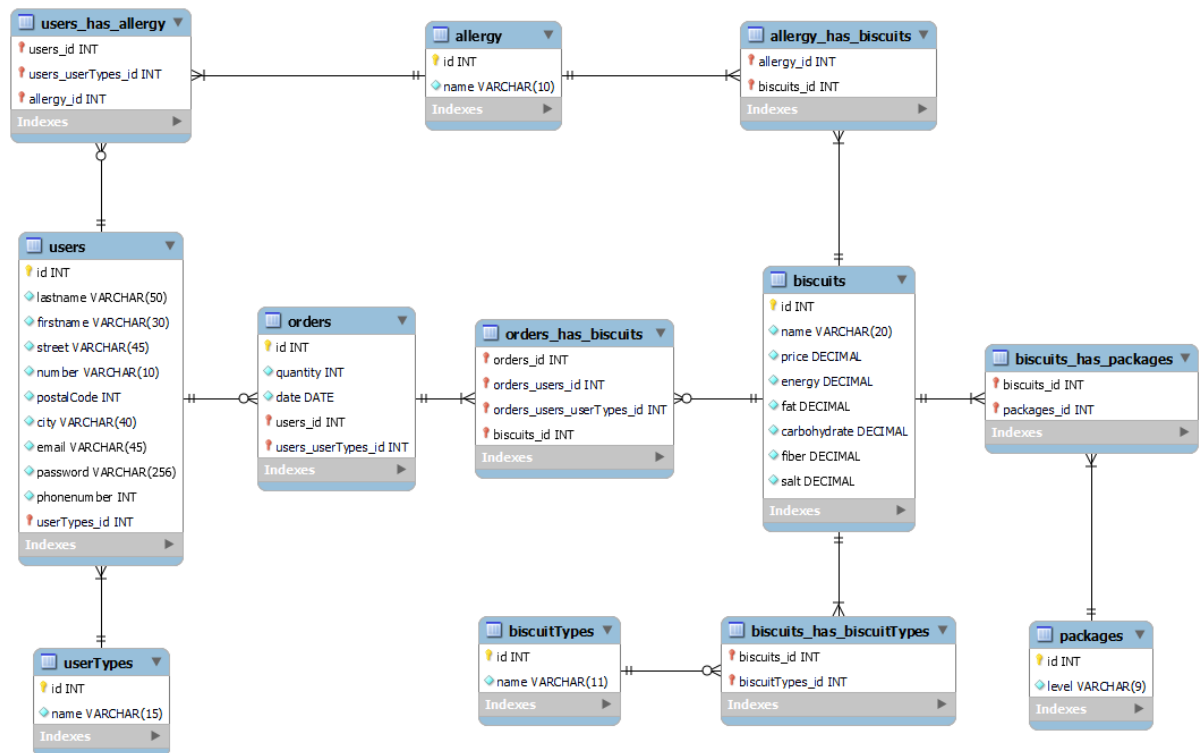 users_has_allergy
users_id INT
users_userTypes_id INT
allergy_id INT
Indexes
allergy
id INT
name VARCHAR(10)
Indexes
allergy_has_biscuits
allergy_id INT
biscuits_id INT
Indexes
users
id INT
lastname VARCHAR(50)
firstname VARCHAR(30)
street VARCHAR(45)
number VARCHAR(10)
postalCode INT
city VARCHAR(40)
email VARCHAR(45)
password VARCHAR(256)
phonenumber INT
userTypes_id INT
Indexes
orders
id INT
quantity INT
date DATE
users_id INT
users_userTypes_id INT
Indexes
orders_has_biscuits
orders_id INT
orders_users_id INT
orders_users_userTypes_id INT
biscuits_id INT
Indexes
biscuits
id INT
name VARCHAR(20)
price DECIMAL
energy DECIMAL
fat DECIMAL
carbohydrate DECIMAL
fiber DECIMAL
salt DECIMAL
Indexes
biscuits_has_packages
biscuits_id INT
packages_id INT
Indexes
userTypes
id INT
name VARCHAR(15)
Indexes
biscuitTypes
id INT
name VARCHAR(11)
Indexes
biscuits_has_biscuitTypes
biscuits_id INT
biscuitTypes_id INT
Indexes
packages
id INT
level VARCHAR(9)
Indexes